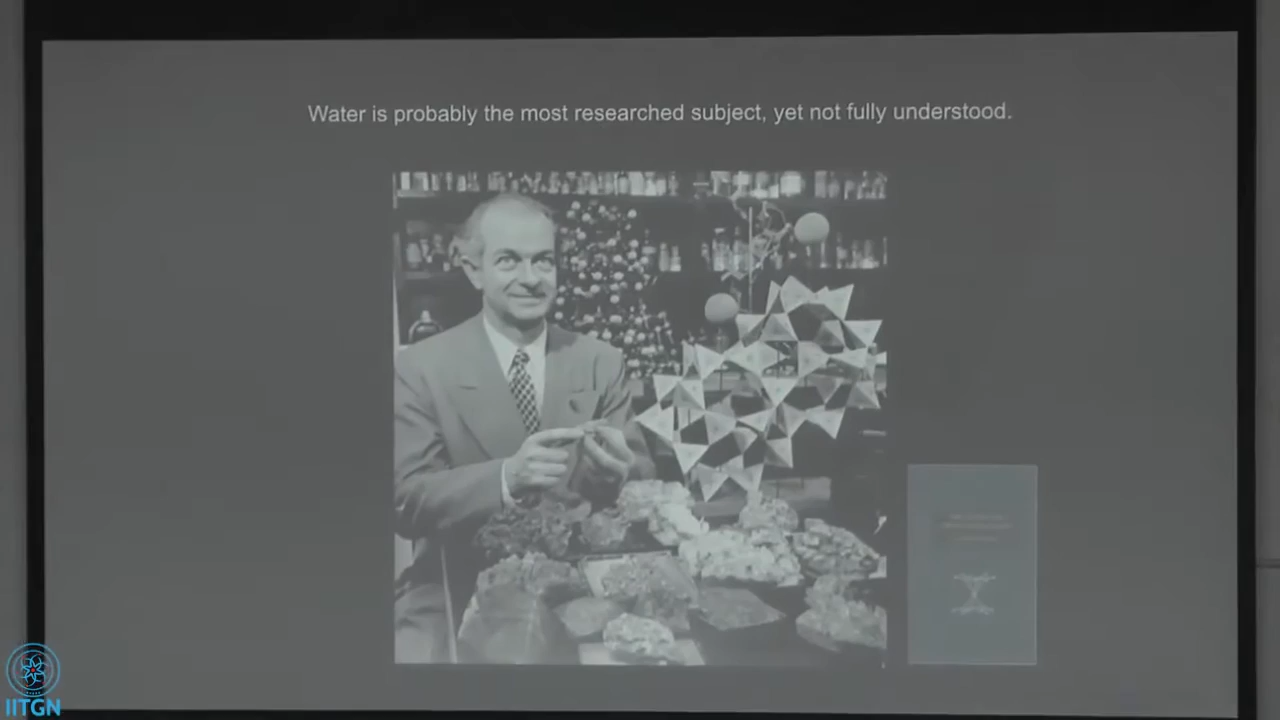 Water is probably the most researched subject, yet not fully understood.
IITGN